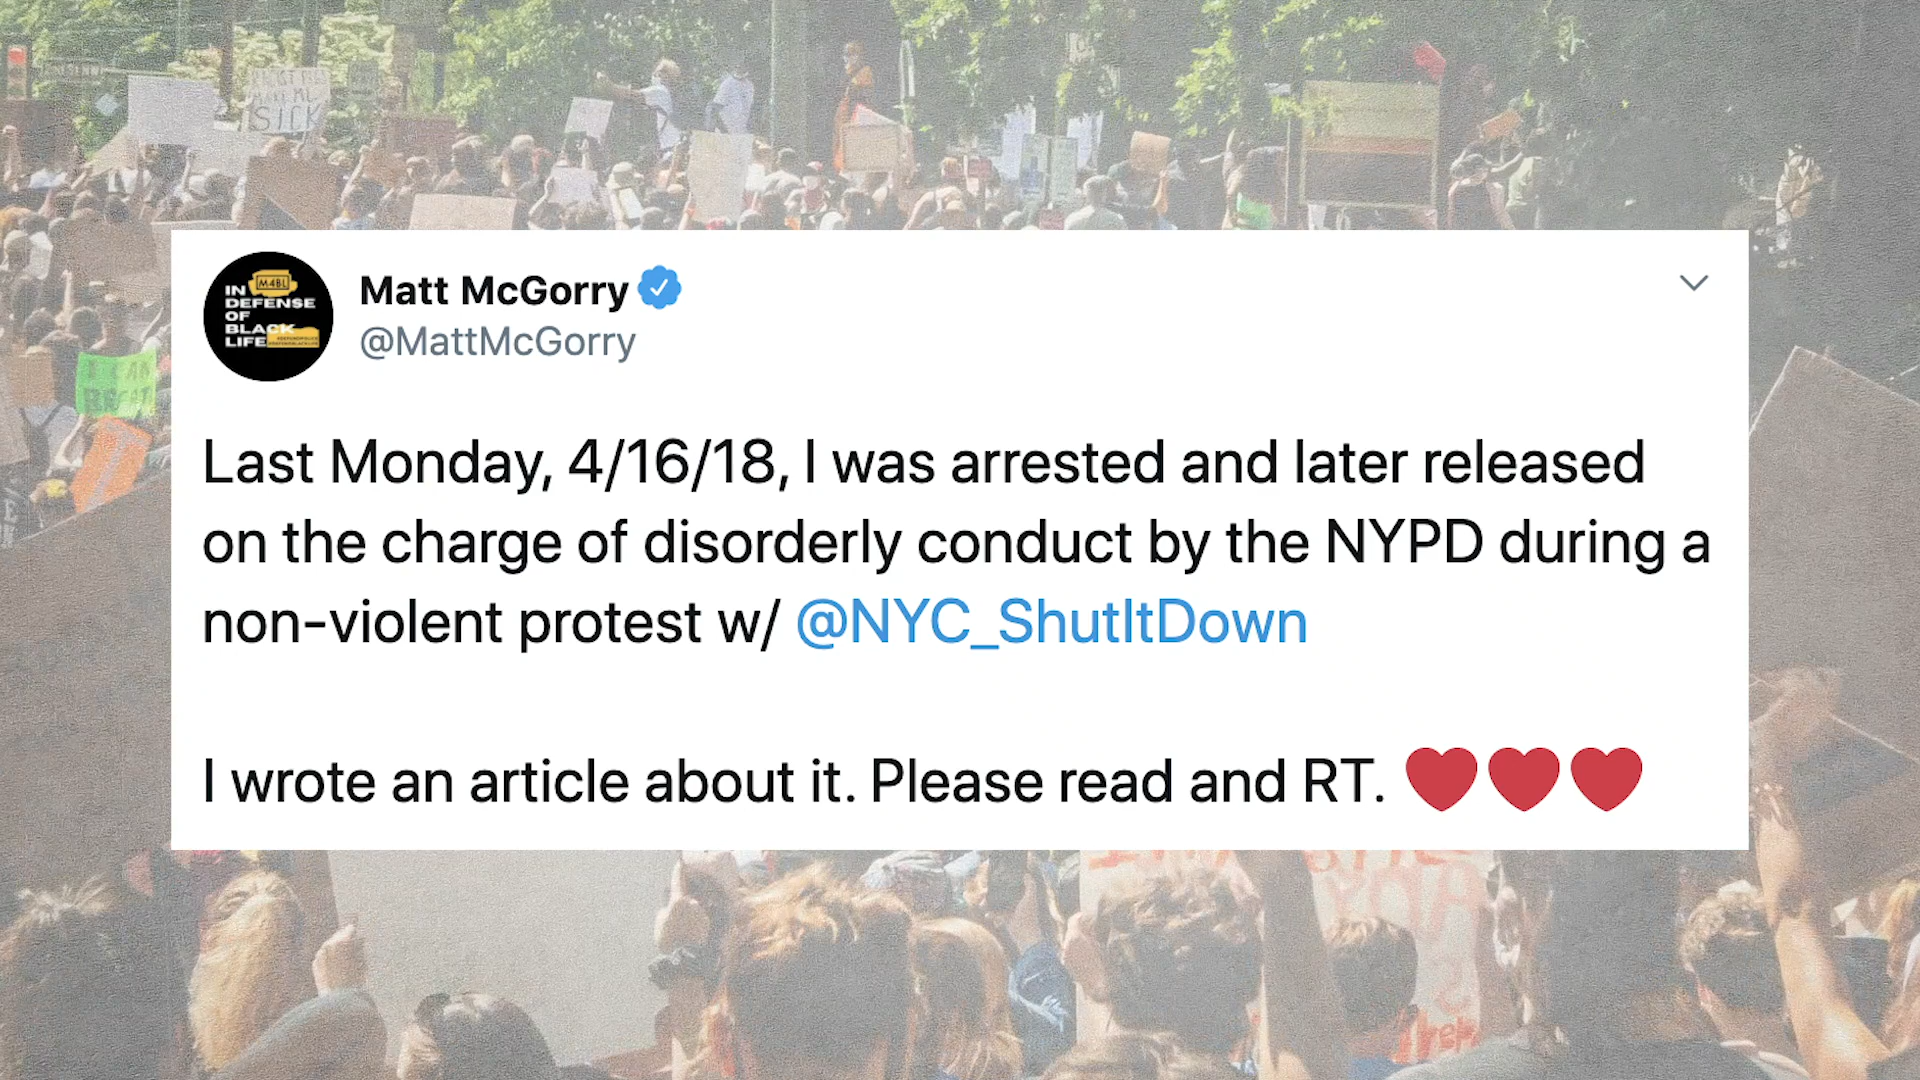 SICK
M4BL
IN
DEFENSE
OF
BLACK
LIFE
Matt McGorry
@MattMcGorry
Last Monday, 4/16/18, I was arrested and later released
on the charge of disorderly conduct by the NYPD during a
non-violent protest w/ @NYC_ShutItDown
I wrote an article about it. Please read and RT. ❤️❤️❤️